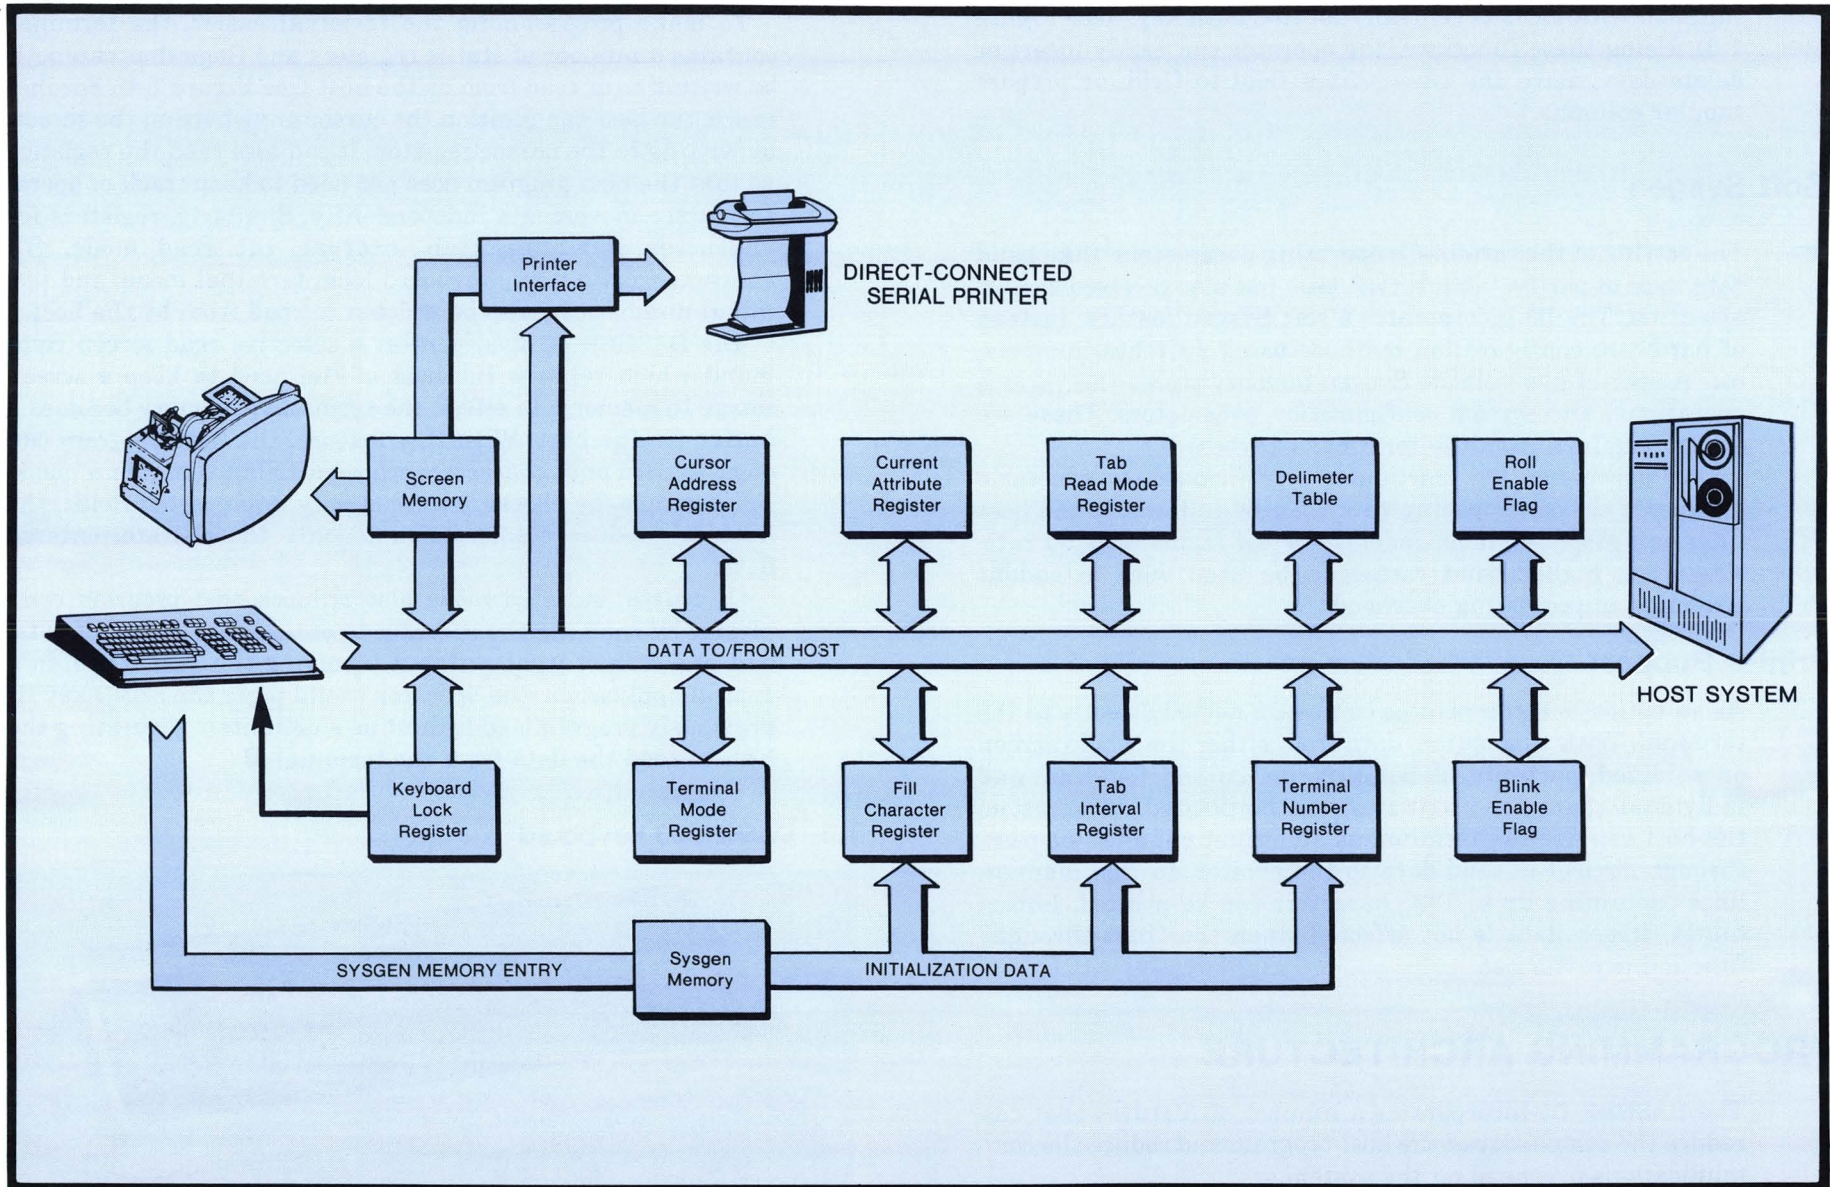 Printer
Interface
DIRECT-CONNECTED
SERIAL PRINTER
Screen
Memory
Cursor
Address
Register
Current
Attribute
Register
Tab
Read Mode
Register
Delimeter
Table
Roll
Enable
Flag
DATA TO/FROM HOST
HOST SYSTEM
Keyboard
Lock
Register
Terminal
Mode
Register
Fill
Character
Register
Tab
Interval
Register
Terminal
Number
Register
Blink
Enable
Flag
SYSGEN MEMORY ENTRY
Sysgen
Memory
INITIALIZATION DATA